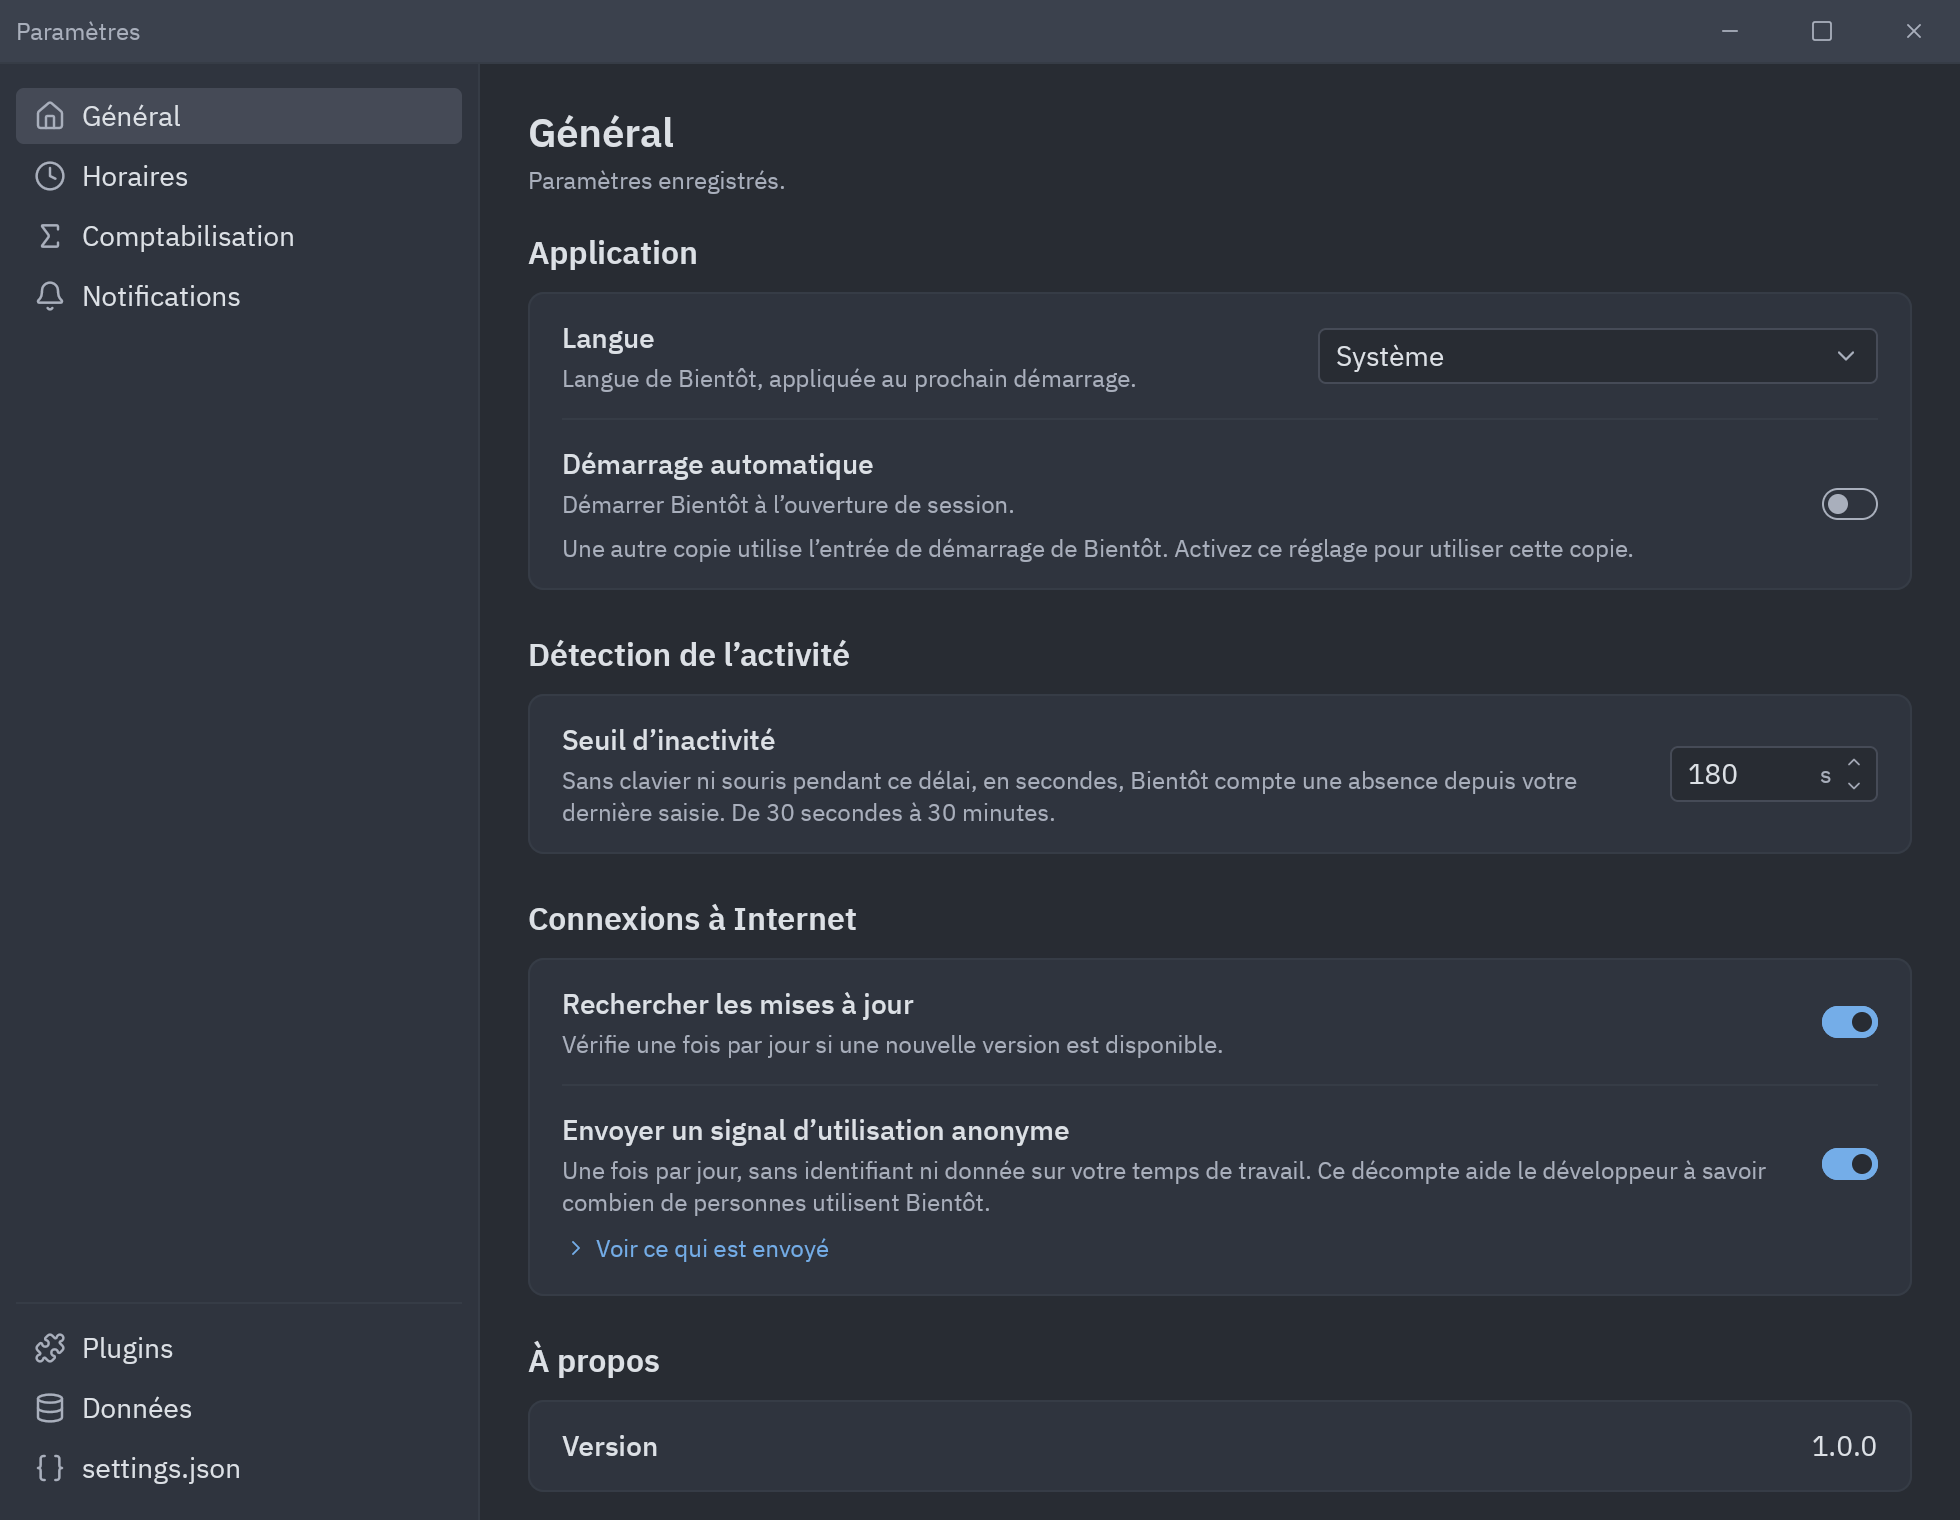 Paramètres
Général
Horaires
Comptabilisation
Notifications
Plugins
Données
settings.json
Général
Paramètres enregistrés.
Application
Langue
Langue de Bientôt, appliquée au prochain démarrage.
Système
Démarrage automatique
Démarrer Bientôt à l’ouverture de session.
Une autre copie utilise l’entrée de démarrage de Bientôt. Activez ce réglage pour utiliser cette copie.
Détection de l’activité
Seuil d’inactivité
Sans clavier ni souris pendant ce délai, en secondes, Bientôt compte une absence depuis votre
dernière saisie. De 30 secondes à 30 minutes.
180 s
Connexions à Internet
Rechercher les mises à jour
Vérifie une fois par jour si une nouvelle version est disponible.
Envoyer un signal d’utilisation anonyme
Une fois par jour, sans identifiant ni donnée sur votre temps de travail. Ce décompte aide le développeur à savoir
combien de personnes utilisent Bientôt.
Voir ce qui est envoyé
À propos
Version
1.0.0